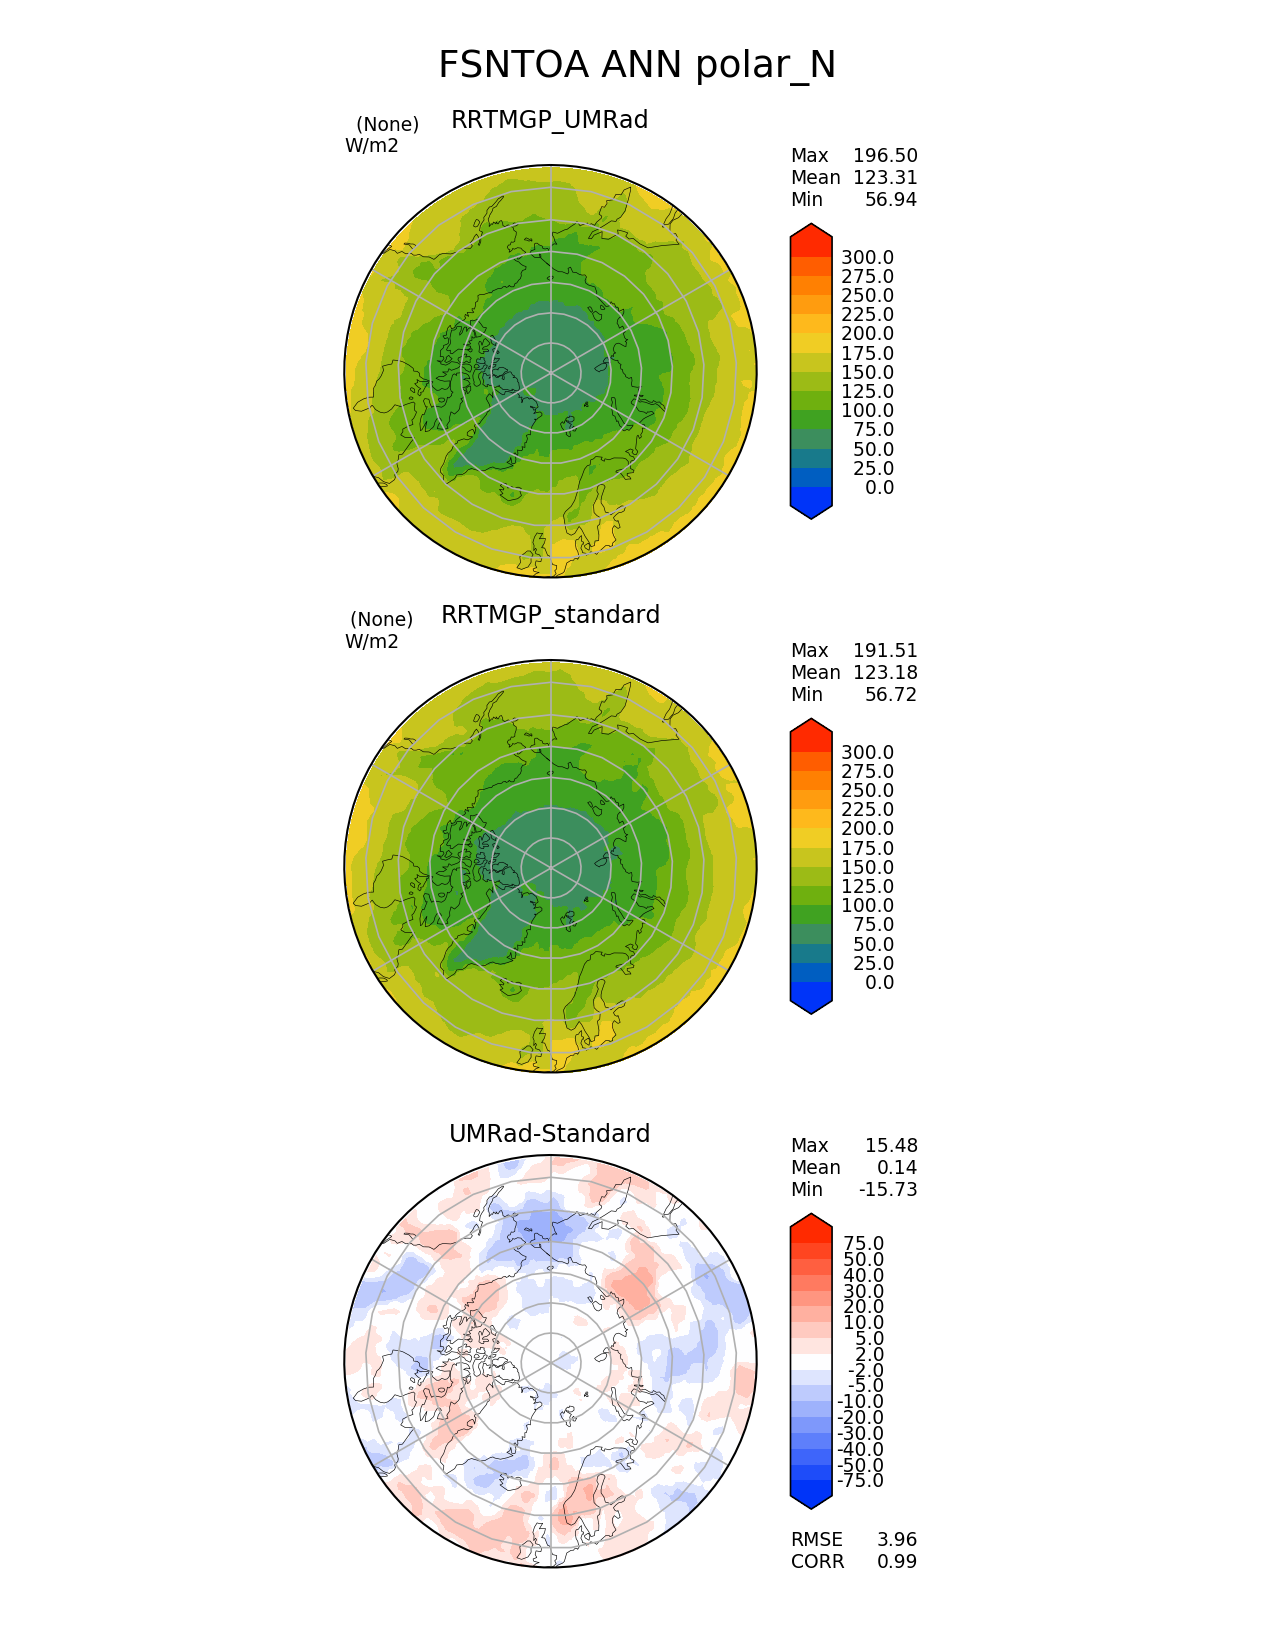 FSNTOA ANN polar_N
(None)
RRTMGP_UMRad
W/m2
Max 196.50
Mean 123.31
Min 56.94
300.0
275.0
250.0
225.0
200.0
175.0
150.0
125.0
100.0
75.0
50.0
25.0
0.0
(None)
RRTMGP_standard
W/m2
Max 191.51
Mean 123.18
Min 56.72
300.0
275.0
250.0
225.0
200.0
175.0
150.0
125.0
100.0
75.0
50.0
25.0
0.0
UMRad-Standard
Max 15.48
Mean 0.14
Min -15.73
75.0
50.0
40.0
30.0
20.0
10.0
5.0
2.0
-2.0
-5.0
-10.0
-20.0
-30.0
-40.0
-50.0
-75.0
RMSE 3.96
CORR 0.99